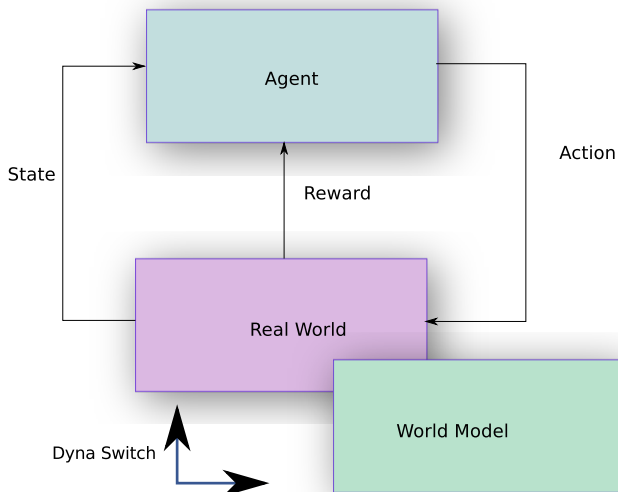 Agent
Action
State
Reward
Real World
World Model
Dyna Switch